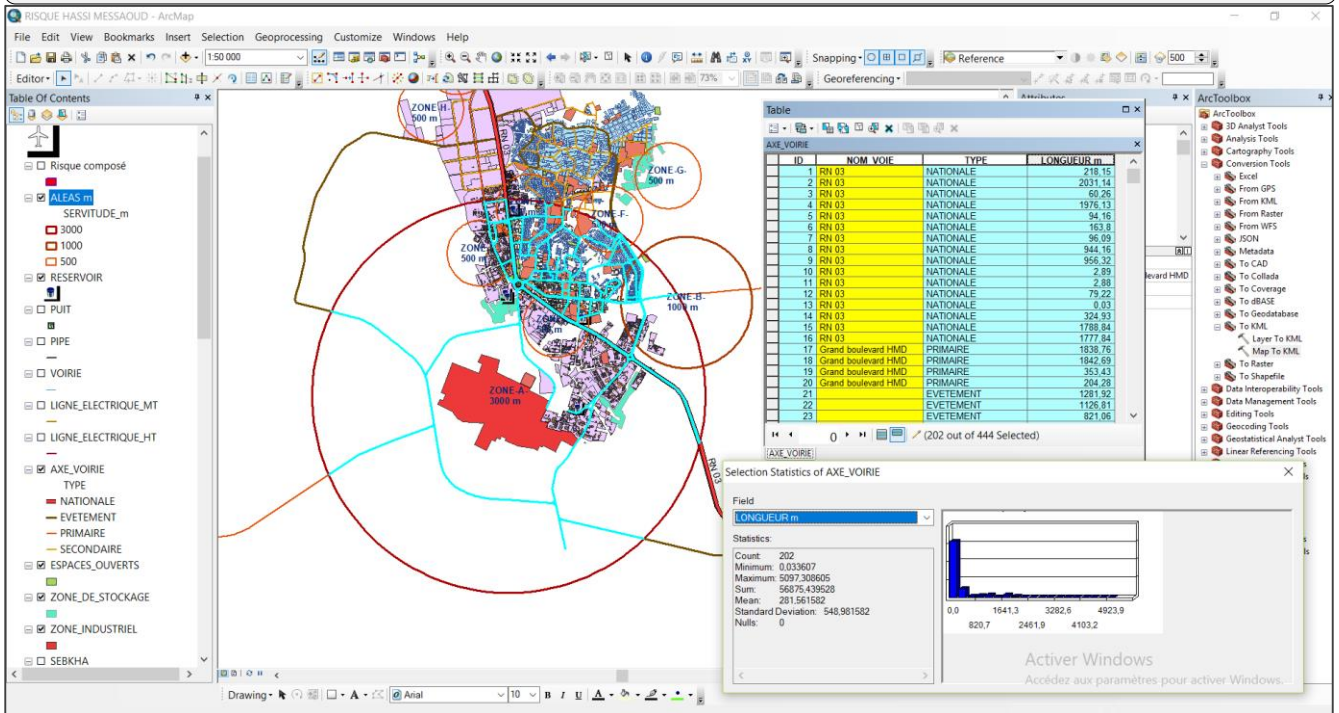 RISQUE HASSI MESSAOUD - ArcMap
File Edit View Bookmarks Insert Selection Geoprocessing Customize Windows Help
1:50 000
Snapping
Reference
500
Editor
73%
Georeferencing
Table Of Contents
Risque composé
ALEAS m
SERVITUDE_m
3000
1000
500
RESERVOIR
PUIT
PIPE
VOIRIE
LIGNE_ELECTRIQUE_MT
LIGNE_ELECTRIQUE_HT
AXE_VOIRIE
TYPE
NATIONALE
EVETEMENT
PRIMAIRE
SECONDAIRE
ESPACES_OUVERTS
ZONE_DE_STOCKAGE
ZONE_INDUSTRIEL
SEBKHA
ZONE-H-
500 m
RN 03
ZONE-G-
500 m
ZONE-F-
500 m
ZONE-B-
1000 m
ZONE-A-
3000 m
RN 03
Attributes
Table
AXE_VOIRIE
ID NOM_VOIE TYPE LONGUEUR m
1 RN 03 NATIONALE 218,15
2 RN 03 NATIONALE 2031,14
3 RN 03 NATIONALE 60,26
4 RN 03 NATIONALE 1976,13
5 RN 03 NATIONALE 94,16
6 RN 03 NATIONALE 163,8
7 RN 03 NATIONALE 96,09
8 RN 03 NATIONALE 944,16
9 RN 03 NATIONALE 956,32
10 RN 03 NATIONALE 2,89
11 RN 03 NATIONALE 2,88
12 RN 03 NATIONALE 79,22
13 RN 03 NATIONALE 0,03
14 RN 03 NATIONALE 324,93
15 RN 03 NATIONALE 1788,84
16 RN 03 NATIONALE 1777,84
17 Grand boulevard HMD PRIMAIRE 1838,76
18 Grand boulevard HMD PRIMAIRE 1842,69
19 Grand boulevard HMD PRIMAIRE 353,43
20 Grand boulevard HMD PRIMAIRE 204,28
21 EVETEMENT 1281,92
22 EVETEMENT 1126,81
23 EVETEMENT 821,06
0 (202 out of 444 Selected)
AXE_VOIRIE
levard HMD
ArcToolbox
ArcToolbox
3D Analyst Tools
Analysis Tools
Cartography Tools
Conversion Tools
Excel
From GPS
From KML
From Raster
From WFS
JSON
Metadata
To CAD
To Collada
To Coverage
To dBASE
To Geodatabase
To KML
Layer To KML
Map To KML
To Raster
To Shapefile
Data Interoperability Tools
Data Management Tools
Editing Tools
Geocoding Tools
Geostatistical Analyst Tools
Linear Referencing Tools
Selection Statistics of AXE_VOIRIE
Field
LONGUEUR m
Statistics:
Count: 202
Minimum: 0,033607
Maximum: 5097,308605
Sum: 56875,439528
Mean: 281,561582
Standard Deviation: 548,981582
Nulls: 0
0,0 1641,3 3282,6 4923,9
820,7 2461,9 4103,2
Activer Windows
Accédez aux paramètres pour activer Windows.
Drawing
Arial
10
B I U A